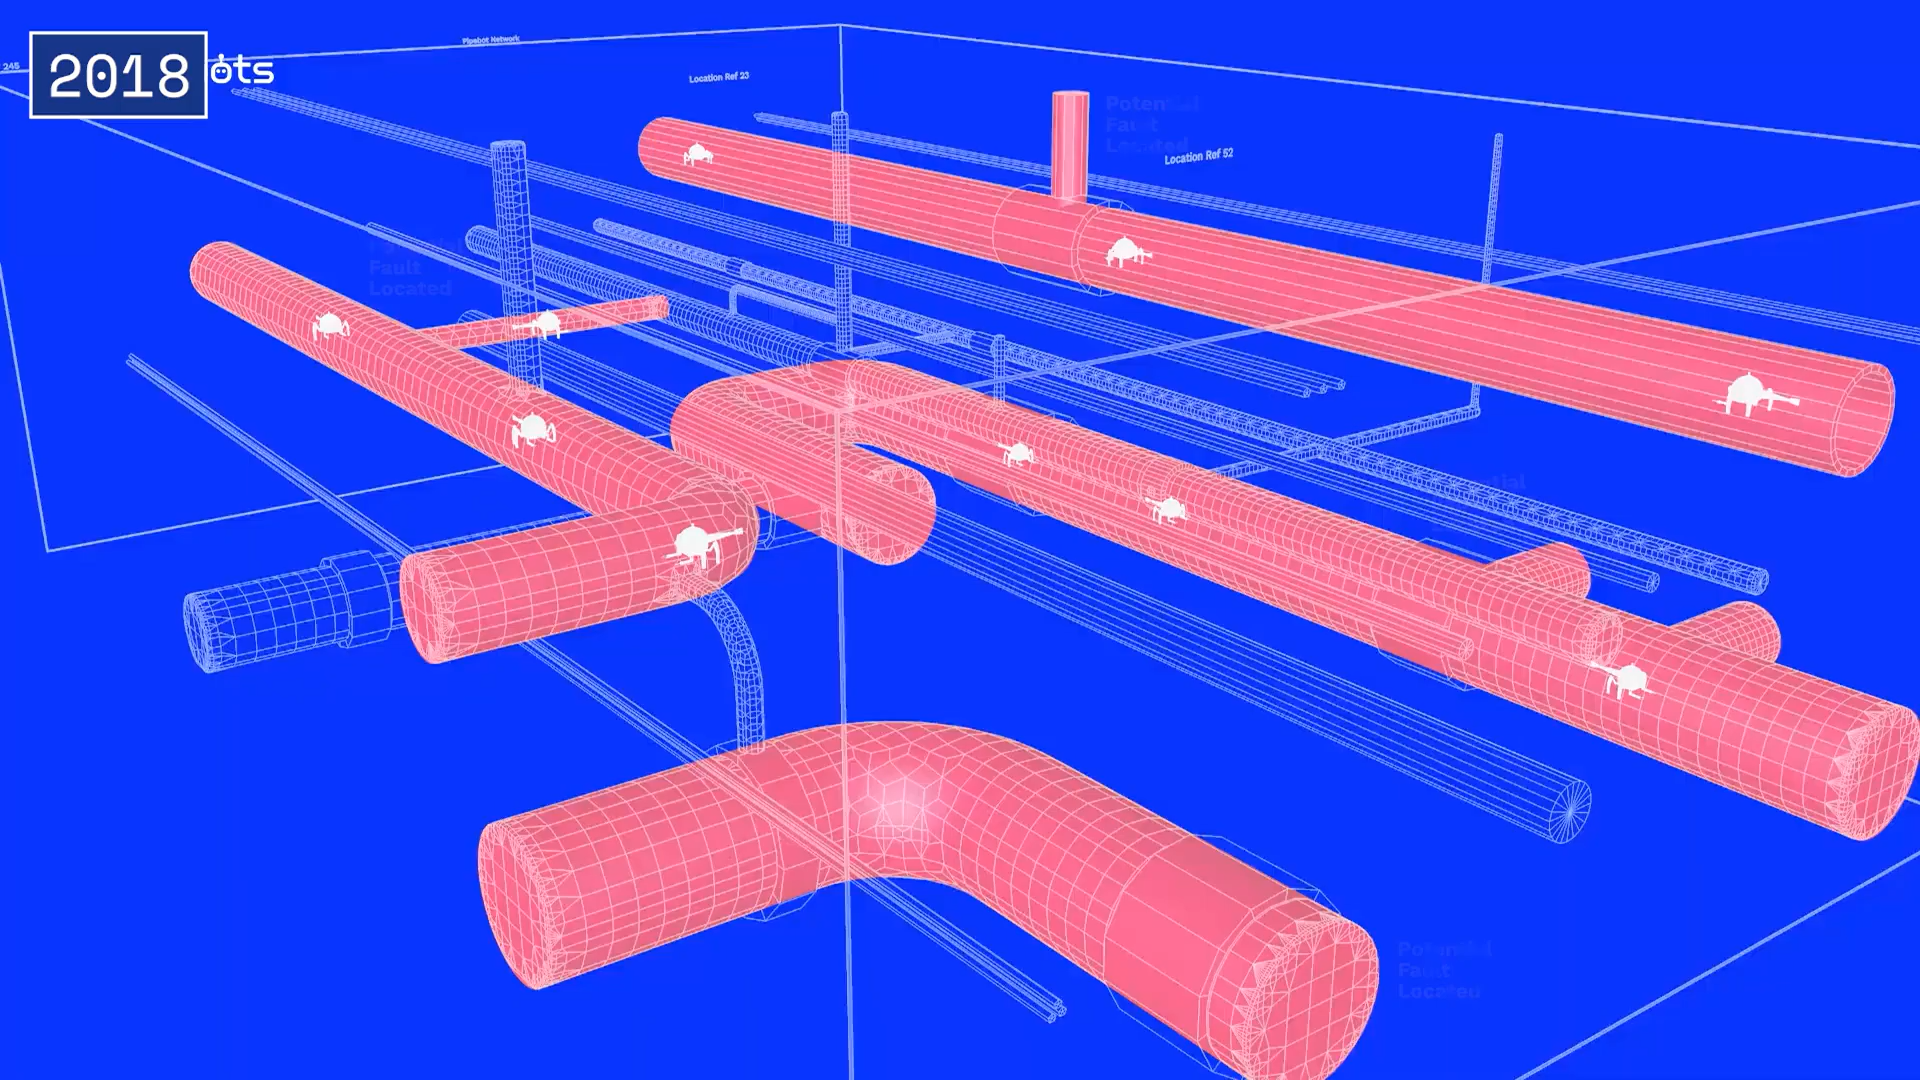 2018
ots
245
Pipebot Network
Location Ref 23
Potential
Fault
Located
Location Ref 52
Potential
Fault
Located
Potential
Fault
Located